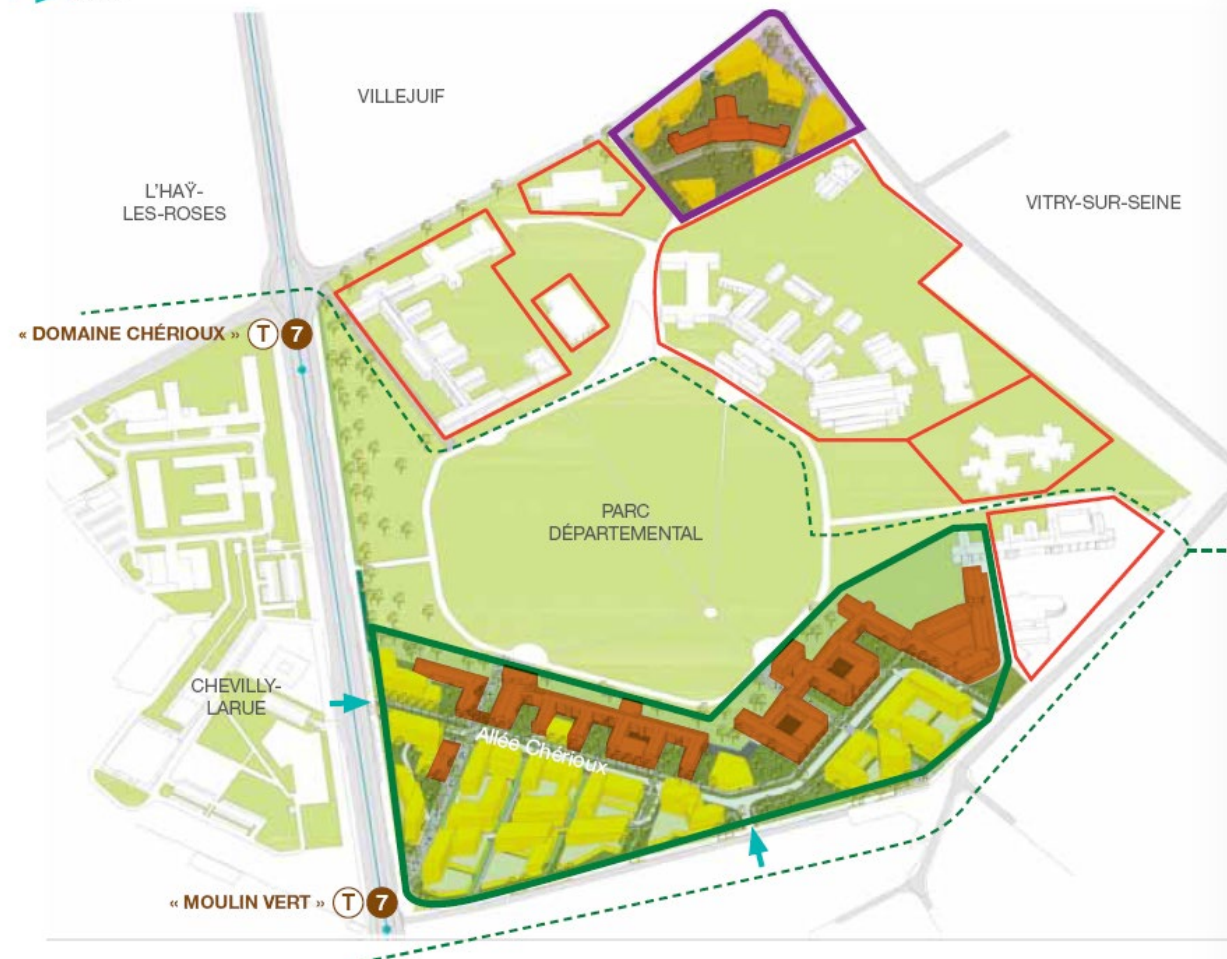 VILLEJUIF
L'HAŸ-
LES-ROSES
VITRY-SUR-SEINE
« DOMAINE CHÉRIOUX » T 7
PARC
DÉPARTEMENTAL
CHEVILLY-
LARUE
Allée Chérioux
« MOULIN VERT » T 7